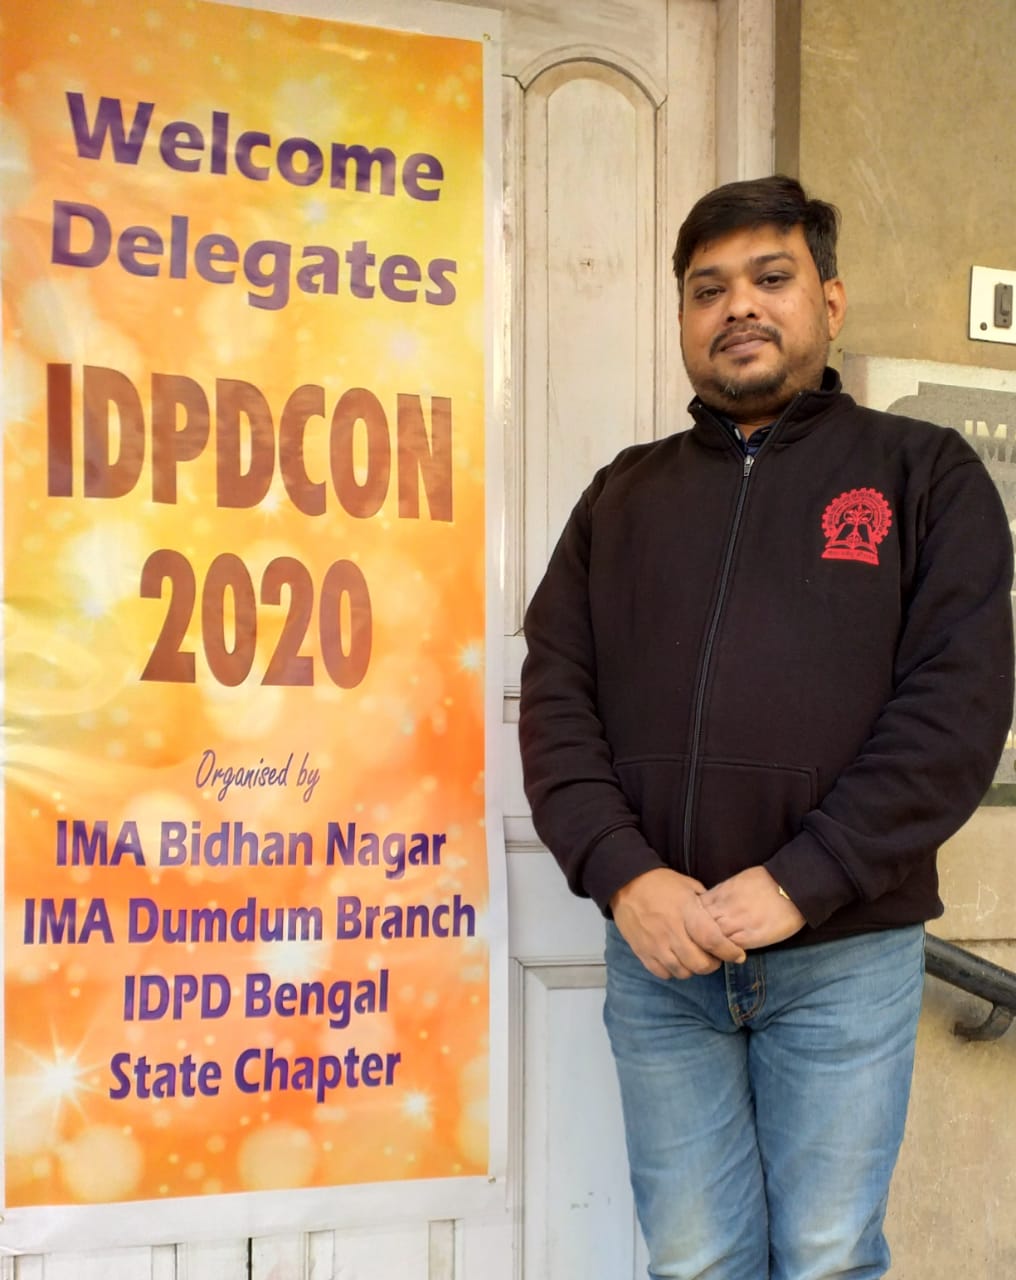 Welcome
Delegates
IDPDCON
2020
Organised by
IMA Bidhan Nagar
IMA Dumdum Branch
IDPD Bengal
State Chapter